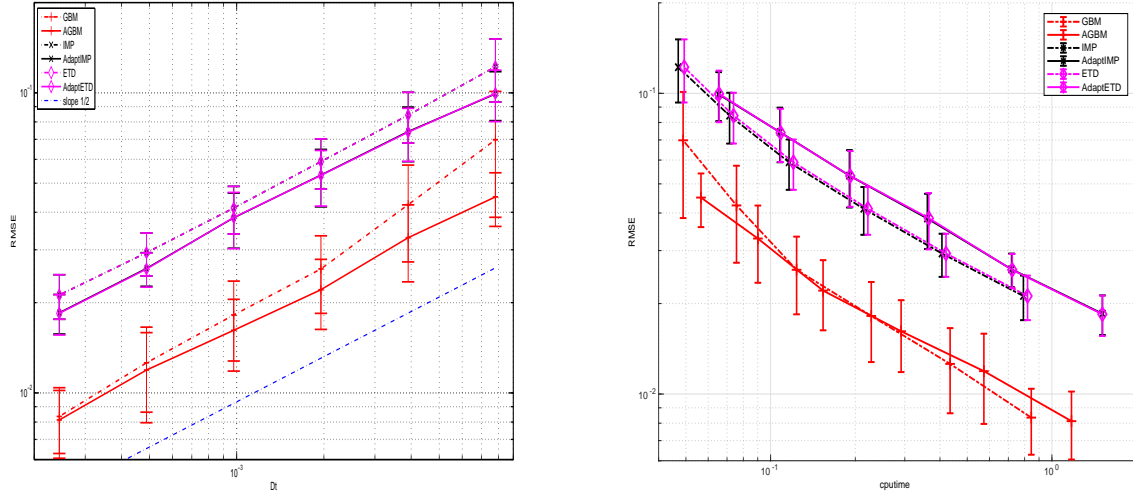 GBM
AGBM
IMP
AdaptIMP
ETD
AdaptETD
slope 1/2
10^-1
10^-2
RMSE
10^-3
Dt
GBM
AGBM
IMP
AdaptIMP
ETD
AdaptETD
10^-1
10^-2
RMSE
10^-1
10^0
cputime